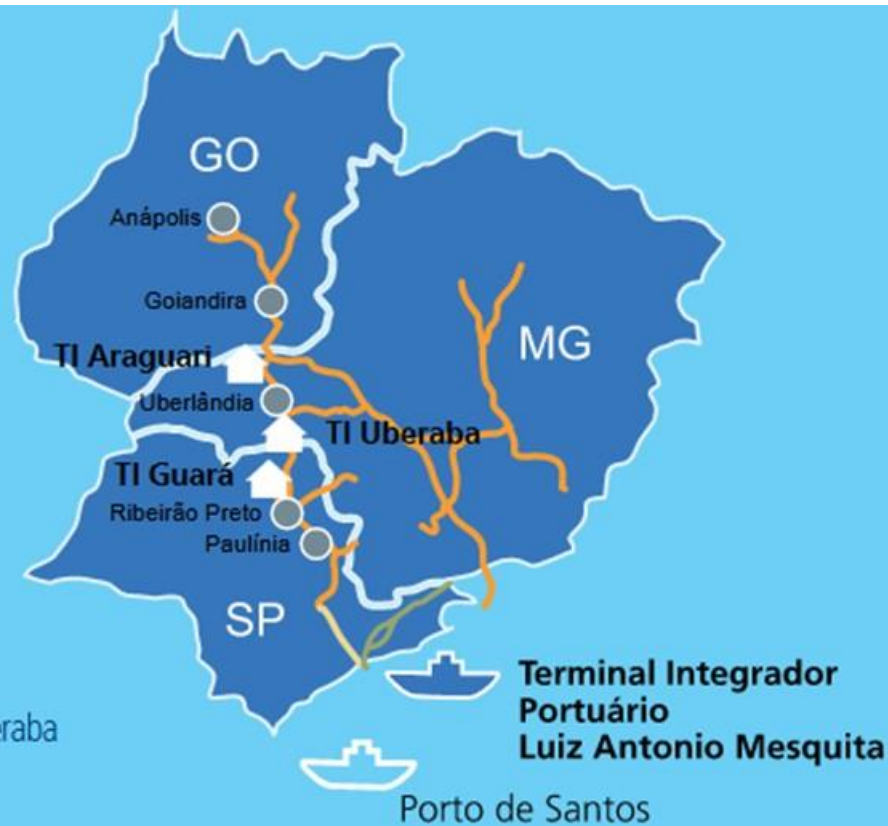 GO
Anápolis
Goiandira
MG
TI Araguari
Uberlândia
TI Uberaba
TI Guará
Ribeirão Preto
Paulínia
SP
Terminal Integrador
Portuário
Luiz Antonio Mesquita
eraba
Porto de Santos